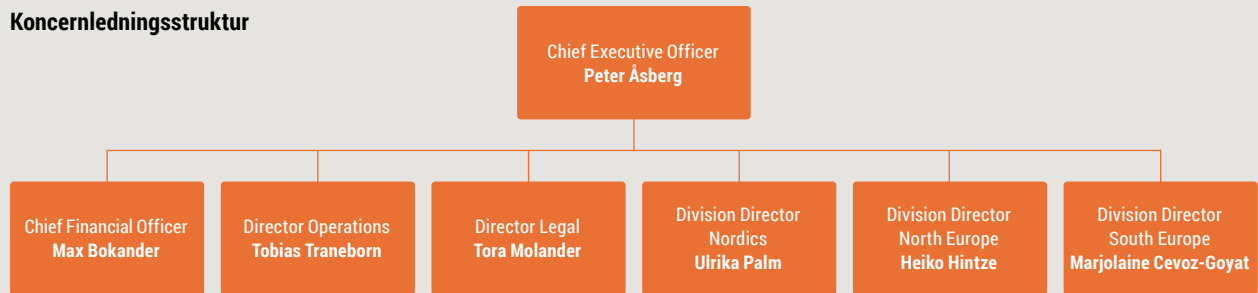 Koncernledningsstruktur
Chief Executive Officer
Peter Åsberg
Chief Financial Officer
Max Bokander
Director Operations
Tobias Traneborn
Director Legal
Tora Molander
Division Director
Nordics
Ulrika Palm
Division Director
North Europe
Heiko Hintze
Division Director
South Europe
Marjolaine Cevoz-Goyat